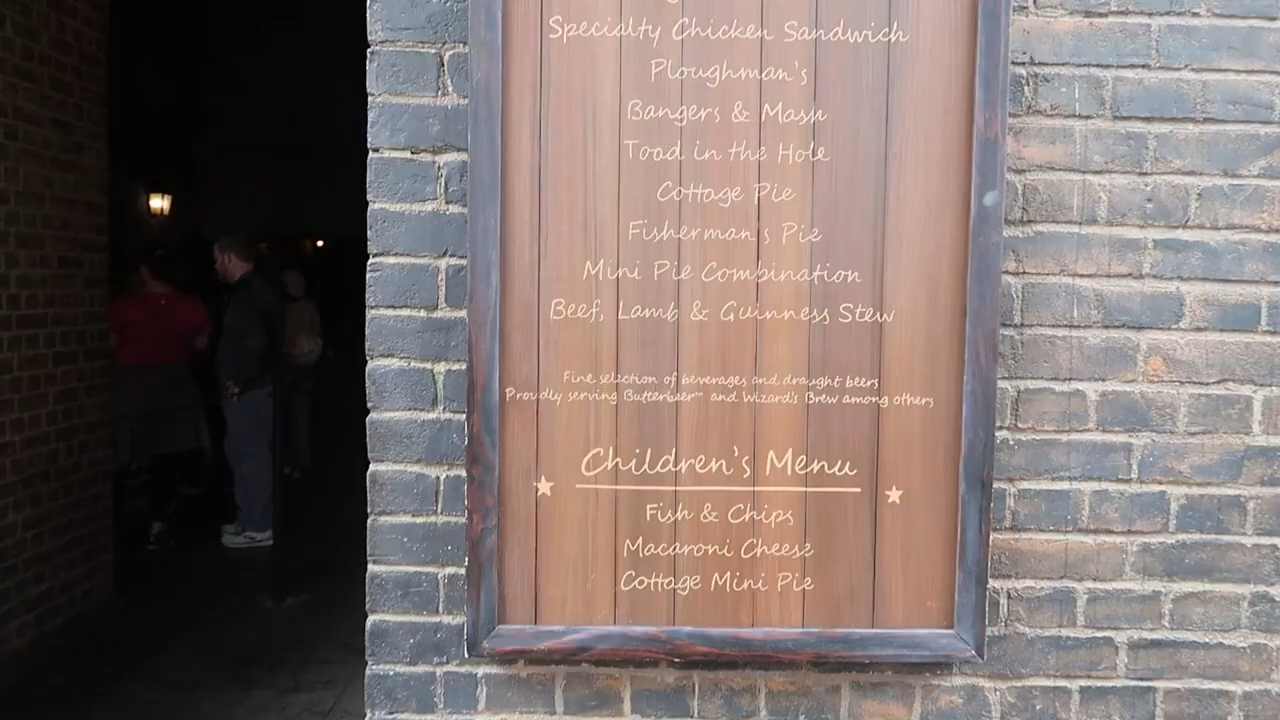 Specialty Chicken Sandwich
Ploughman's
Bangers & Mash
Toad in the Hole
Cottage Pie
Fisherman's Pie
Mini Pie Combination
Beef, Lamb & Guinness Stew
Fine selection of beverages and draught beers
Proudly serving Butterbeer™ and Wizard's Brew among others
Children's Menu
Fish & Chips
Macaroni Cheese
Cottage Mini Pie